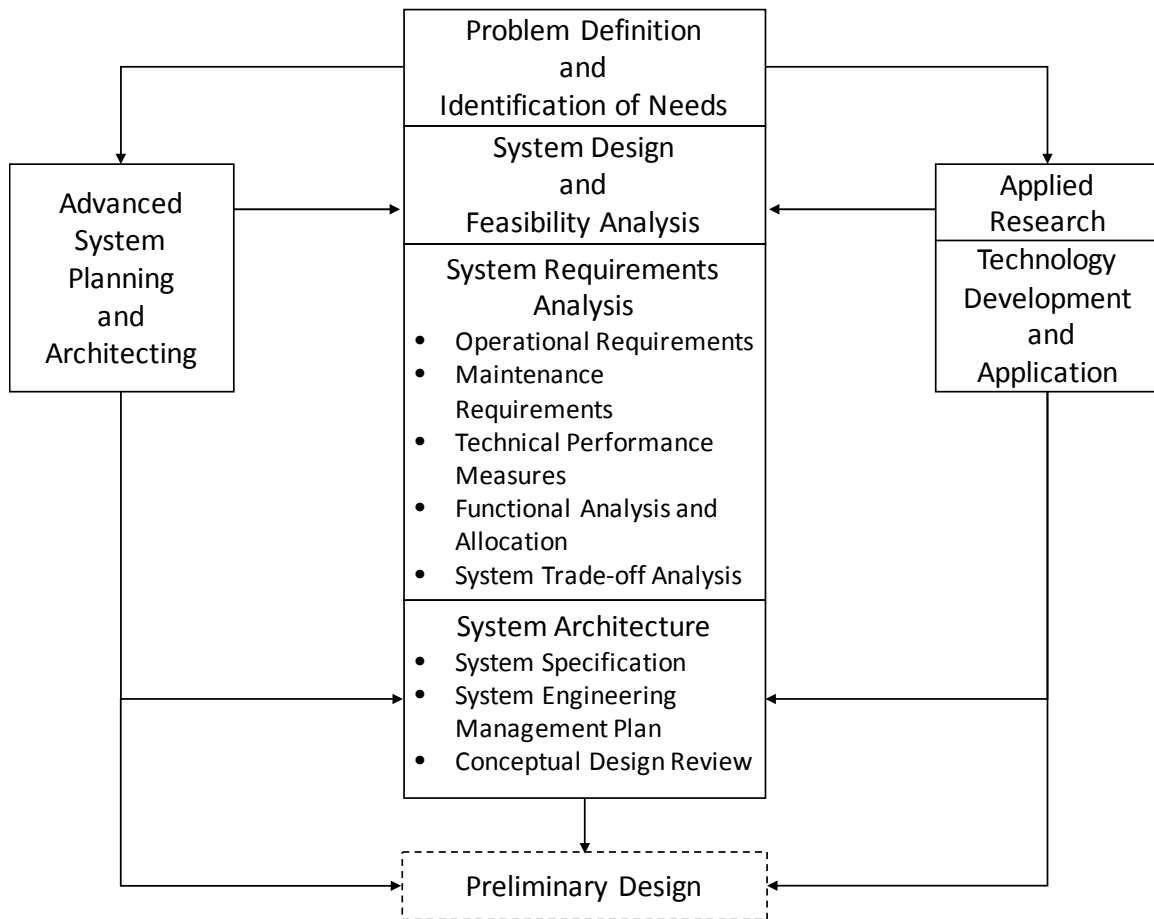 Problem Definition
and
Identification of Needs
System Design
and
Feasibility Analysis
Advanced
System
Planning
and
Architecting
Applied
Research
Technology
Development
and
Application
System Requirements
Analysis
• Operational Requirements
• Maintenance
Requirements
• Technical Performance
Measures
• Functional Analysis and
Allocation
• System Trade-off Analysis
System Architecture
• System Specification
• System Engineering
Management Plan
• Conceptual Design Review
Preliminary Design